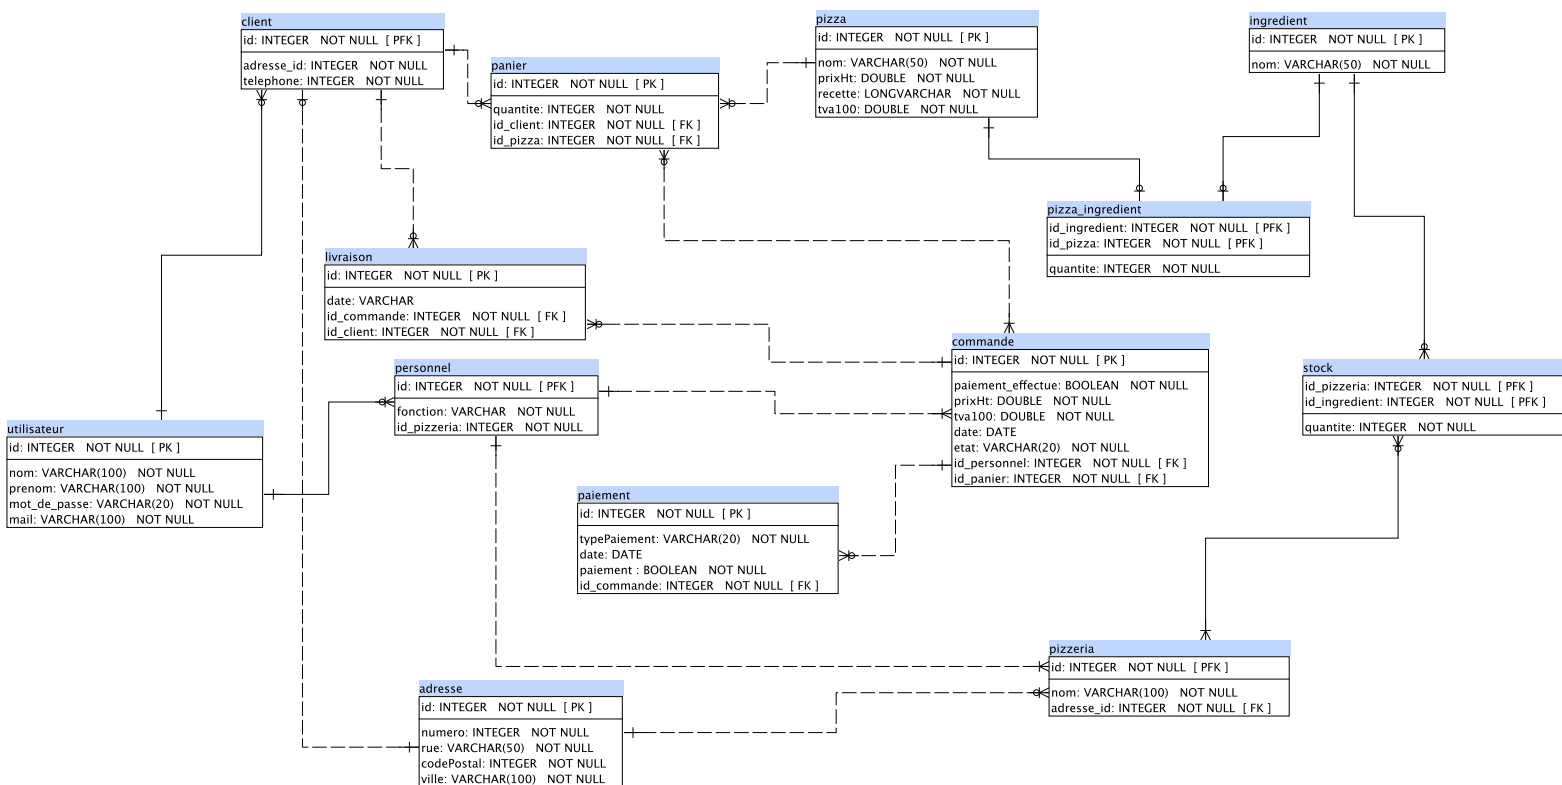 client
id: INTEGER NOT NULL [ PFK ]
adresse_id: INTEGER NOT NULL
telephone: INTEGER NOT NULL
panier
id: INTEGER NOT NULL [ PK ]
quantite: INTEGER NOT NULL
id_client: INTEGER NOT NULL [ FK ]
id_pizza: INTEGER NOT NULL [ FK ]
pizza
id: INTEGER NOT NULL [ PK ]
nom: VARCHAR(50) NOT NULL
prixHt: DOUBLE NOT NULL
recette: LONGVARCHAR NOT NULL
tva100: DOUBLE NOT NULL
ingredient
id: INTEGER NOT NULL [ PK ]
nom: VARCHAR(50) NOT NULL
pizza_ingredient
id_ingredient: INTEGER NOT NULL [ PFK ]
id_pizza: INTEGER NOT NULL [ PFK ]
quantite: INTEGER NOT NULL
livraison
id: INTEGER NOT NULL [ PK ]
date: VARCHAR
id_commande: INTEGER NOT NULL [ FK ]
id_client: INTEGER NOT NULL [ FK ]
commande
id: INTEGER NOT NULL [ PK ]
paiement_effectue: BOOLEAN NOT NULL
prixHt: DOUBLE NOT NULL
tva100: DOUBLE NOT NULL
date: DATE
etat: VARCHAR(20) NOT NULL
id_personnel: INTEGER NOT NULL [ FK ]
id_panier: INTEGER NOT NULL [ FK ]
personnel
id: INTEGER NOT NULL [ PFK ]
fonction: VARCHAR NOT NULL
id_pizzeria: INTEGER NOT NULL
stock
id_pizzeria: INTEGER NOT NULL [ PFK ]
id_ingredient: INTEGER NOT NULL [ PFK ]
quantite: INTEGER NOT NULL
utilisateur
id: INTEGER NOT NULL [ PK ]
nom: VARCHAR(100) NOT NULL
prenom: VARCHAR(100) NOT NULL
mot_de_passe: VARCHAR(20) NOT NULL
mail: VARCHAR(100) NOT NULL
paiement
id: INTEGER NOT NULL [ PK ]
typePaiement: VARCHAR(20) NOT NULL
date: DATE
paiement : BOOLEAN NOT NULL
id_commande: INTEGER NOT NULL [ FK ]
pizzeria
id: INTEGER NOT NULL [ PFK ]
nom: VARCHAR(100) NOT NULL
adresse_id: INTEGER NOT NULL [ FK ]
adresse
id: INTEGER NOT NULL [ PK ]
numero: INTEGER NOT NULL
rue: VARCHAR(50) NOT NULL
codePostal: INTEGER NOT NULL
ville: VARCHAR(100) NOT NULL